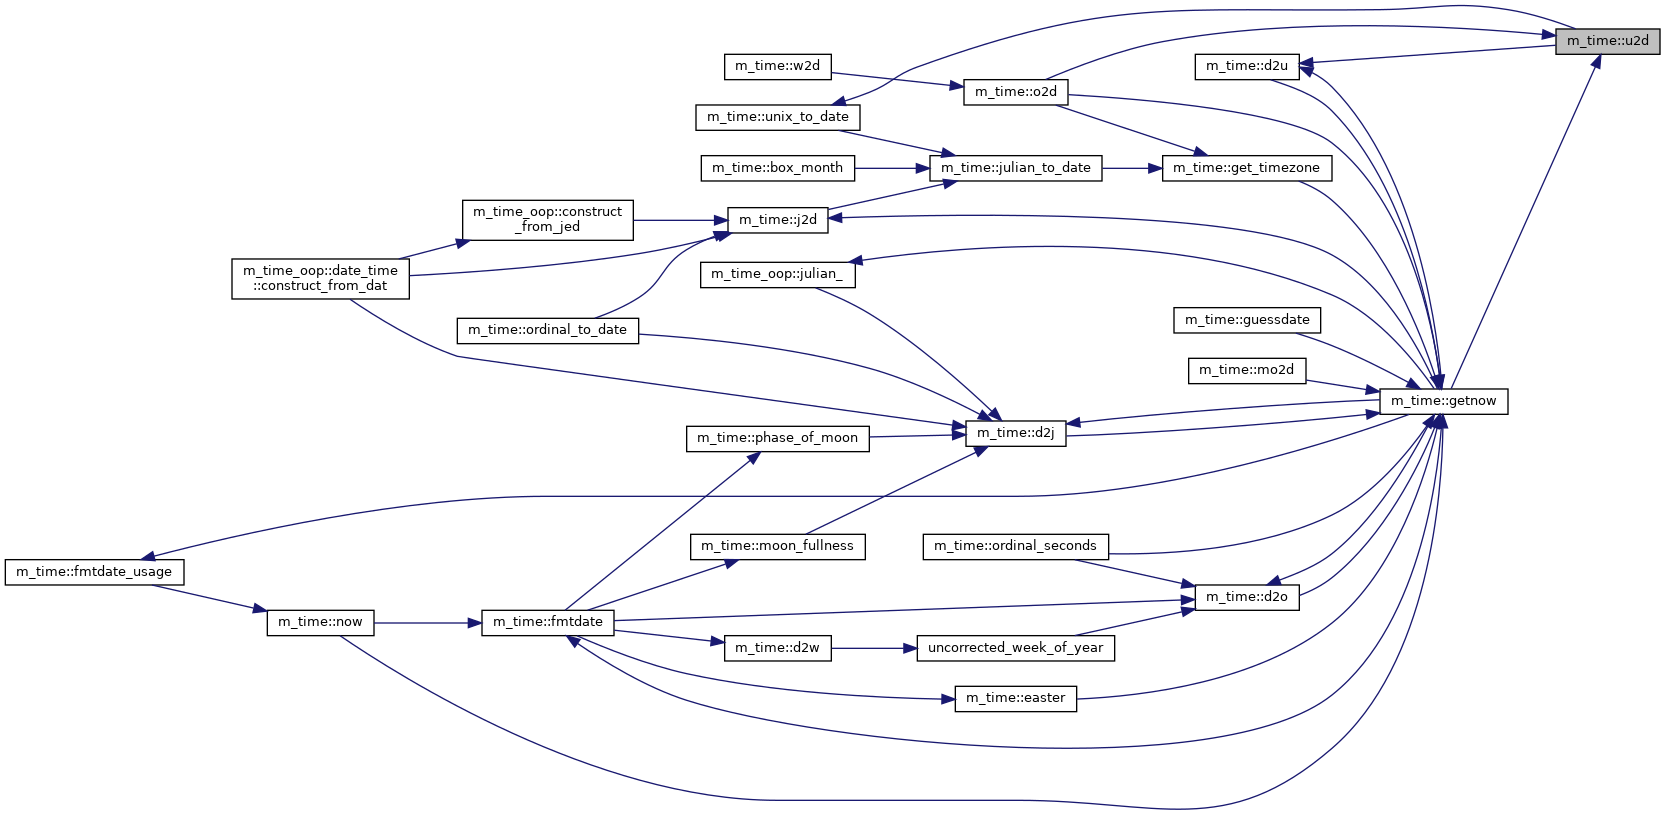 m_time::u2d
m_time::w2d
m_time::d2u
m_time::o2d
m_time::unix_to_date
m_time::box_month
m_time::julian_to_date
m_time::get_timezone
m_time_oop::construct
_from_jed
m_time::j2d
m_time_oop::date_time
::construct_from_dat
m_time_oop::julian_
m_time::ordinal_to_date
m_time::guessdate
m_time::mo2d
m_time::getnow
m_time::phase_of_moon
m_time::d2j
m_time::moon_fullness
m_time::ordinal_seconds
m_time::fmtdate_usage
m_time::d2o
m_time::now
m_time::fmtdate
m_time::d2w
uncorrected_week_of_year
m_time::easter